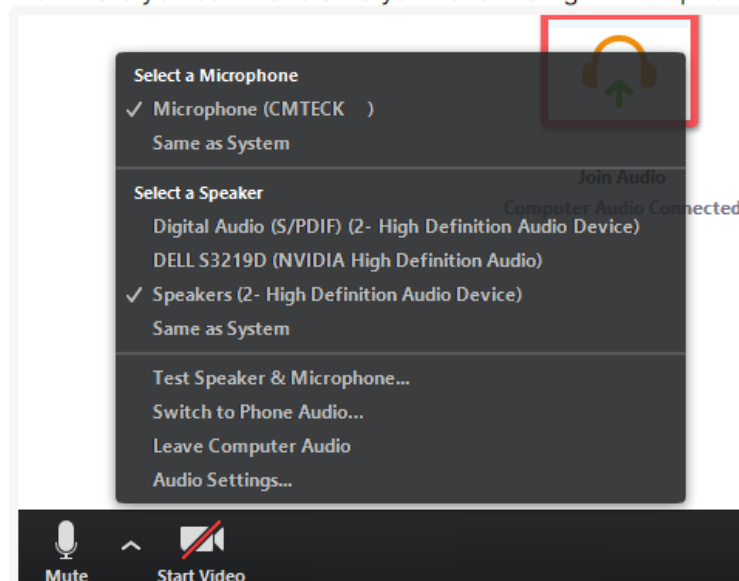 Select a Microphone
Microphone (CMTECK )
Same as System
Join Audio
Computer Audio Connected
Select a Speaker
Digital Audio (S/PDIF) (2- High Definition Audio Device)
DELL S3219D (NVIDIA High Definition Audio)
Speakers (2- High Definition Audio Device)
Same as System
Test Speaker & Microphone...
Switch to Phone Audio...
Leave Computer Audio
Audio Settings...
Mute
Start Video